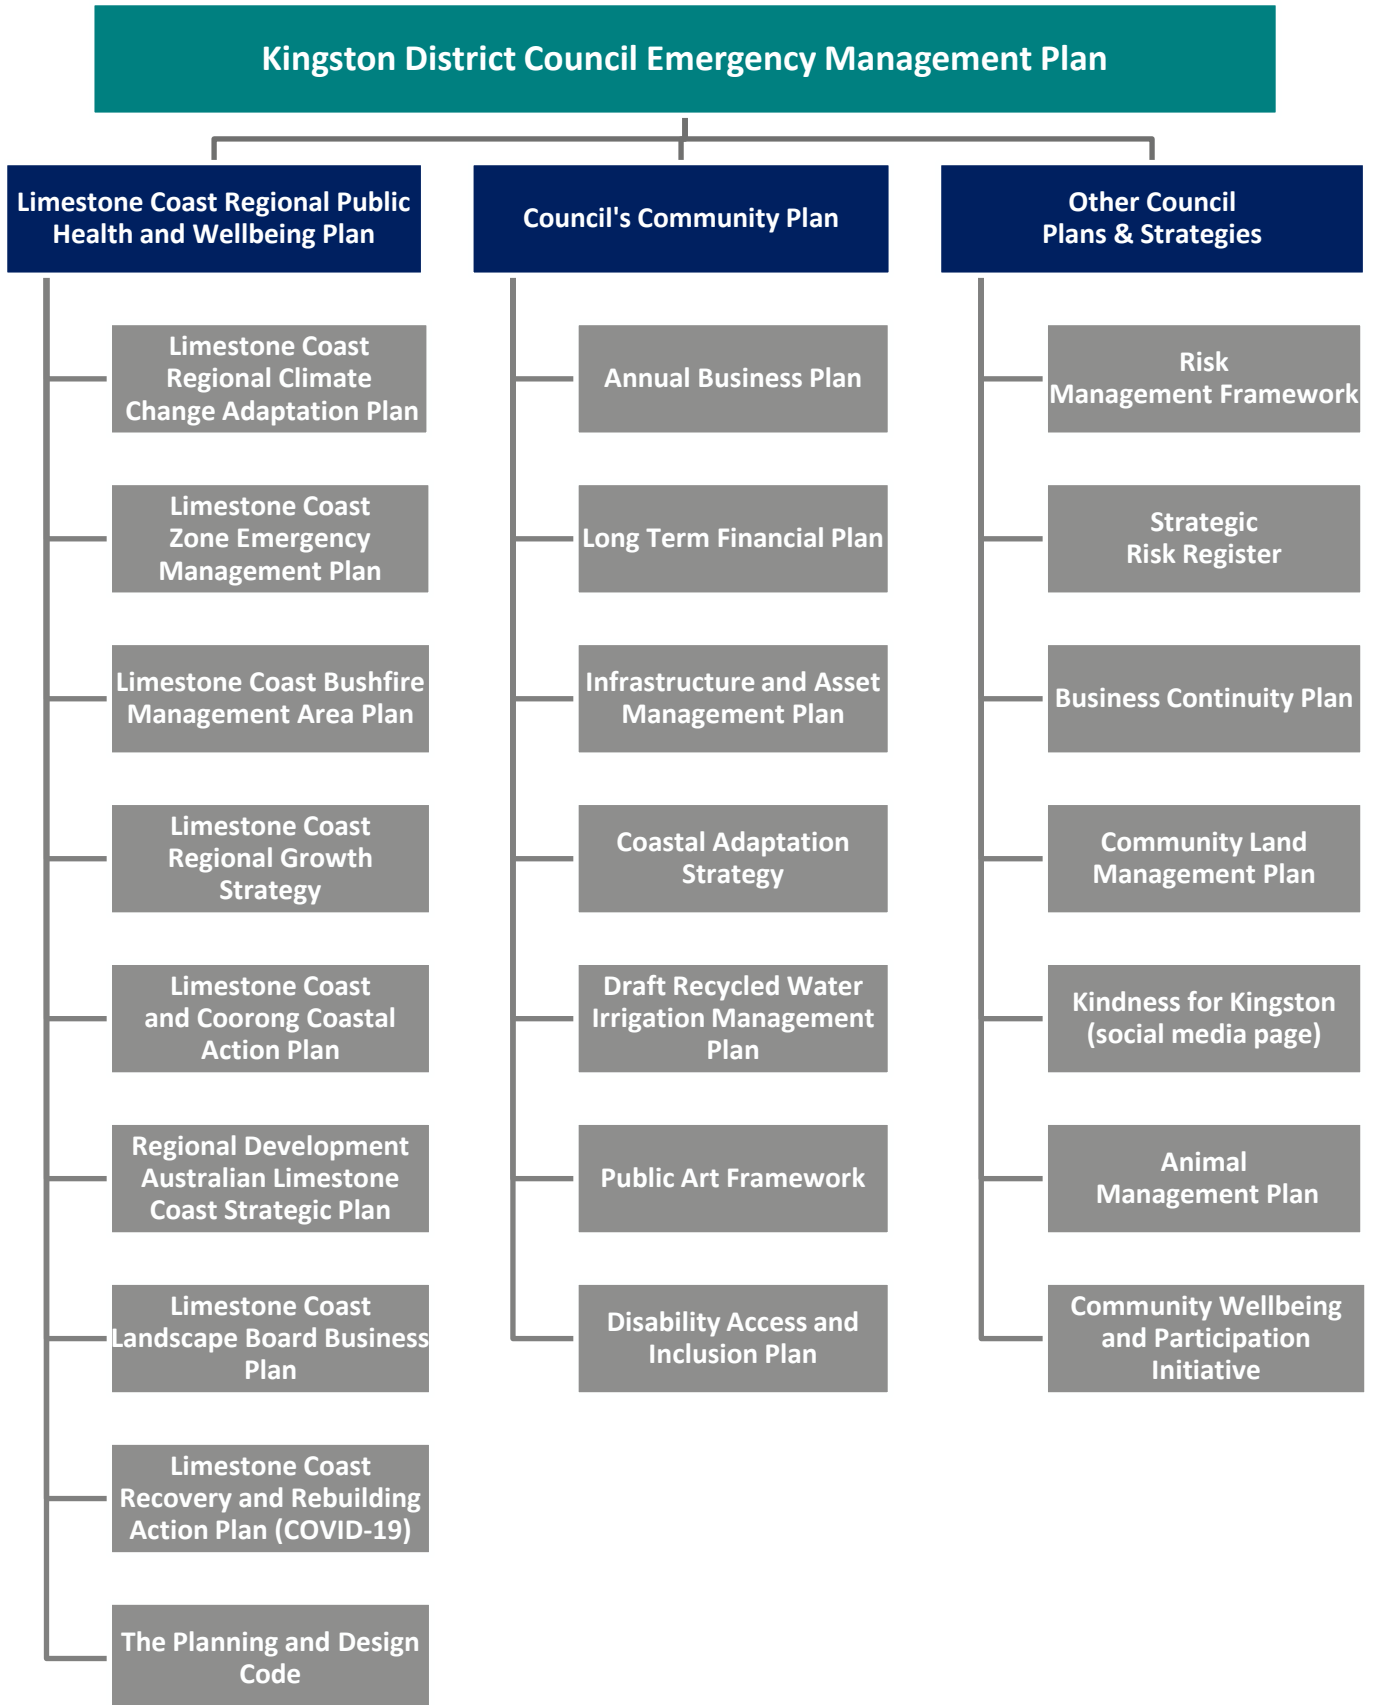 Kingston District Council Emergency Management Plan
Limestone Coast Regional Public
Health and Wellbeing Plan
Limestone Coast
Regional Climate
Change Adaptation Plan
Limestone Coast
Zone Emergency
Management Plan
Limestone Coast Bushfire
Management Area Plan
Limestone Coast
Regional Growth
Strategy
Limestone Coast
and Coorong Coastal
Action Plan
Regional Development
Australian Limestone
Coast Strategic Plan
Limestone Coast
Landscape Board Business
Plan
Limestone Coast
Recovery and Rebuilding
Action Plan (COVID-19)
The Planning and Design
Code
Council's Community Plan
Annual Business Plan
Long Term Financial Plan
Infrastructure and Asset
Management Plan
Coastal Adaptation
Strategy
Draft Recycled Water
Irrigation Management
Plan
Public Art Framework
Disability Access and
Inclusion Plan
Other Council
Plans & Strategies
Risk
Management Framework
Strategic
Risk Register
Business Continuity Plan
Community Land
Management Plan
Kindness for Kingston
(social media page)
Animal
Management Plan
Community Wellbeing
and Participation
Initiative